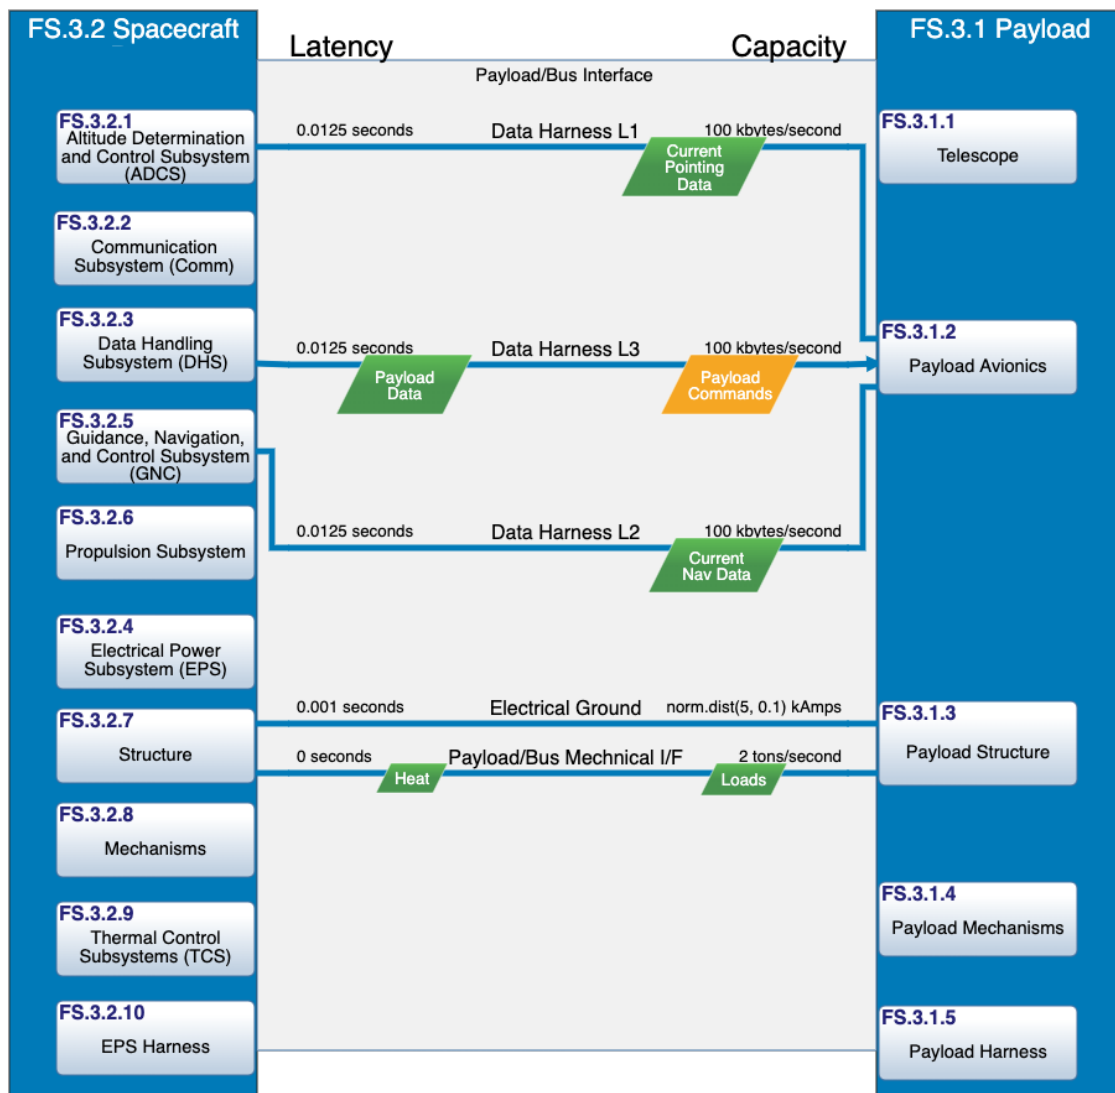 FS.3.2 Spacecraft
Latency
Capacity
FS.3.1 Payload
Payload/Bus Interface
FS.3.2.1
Altitude Determination
and Control Subsystem
(ADCS)
0.0125 seconds
Data Harness L1
100 kbytes/second
Current
Pointing
Data
FS.3.1.1
Telescope
FS.3.2.2
Communication
Subsystem (Comm)
FS.3.2.3
Data Handling
Subsystem (DHS)
0.0125 seconds
Data Harness L3
100 kbytes/second
Payload
Data
Payload
Commands
FS.3.1.2
Payload Avionics
FS.3.2.5
Guidance, Navigation,
and Control Subsystem
(GNC)
FS.3.2.6
Propulsion Subsystem
0.0125 seconds
Data Harness L2
100 kbytes/second
Current
Nav Data
FS.3.2.4
Electrical Power
Subsystem (EPS)
FS.3.2.7
Structure
0.001 seconds
Electrical Ground
norm.dist(5, 0.1) kAmps
0 seconds
Payload/Bus Mechnical I/F
2 tons/second
Heat
Loads
FS.3.1.3
Payload Structure
FS.3.2.8
Mechanisms
FS.3.2.9
Thermal Control
Subsystems (TCS)
FS.3.1.4
Payload Mechanisms
FS.3.2.10
EPS Harness
FS.3.1.5
Payload Harness